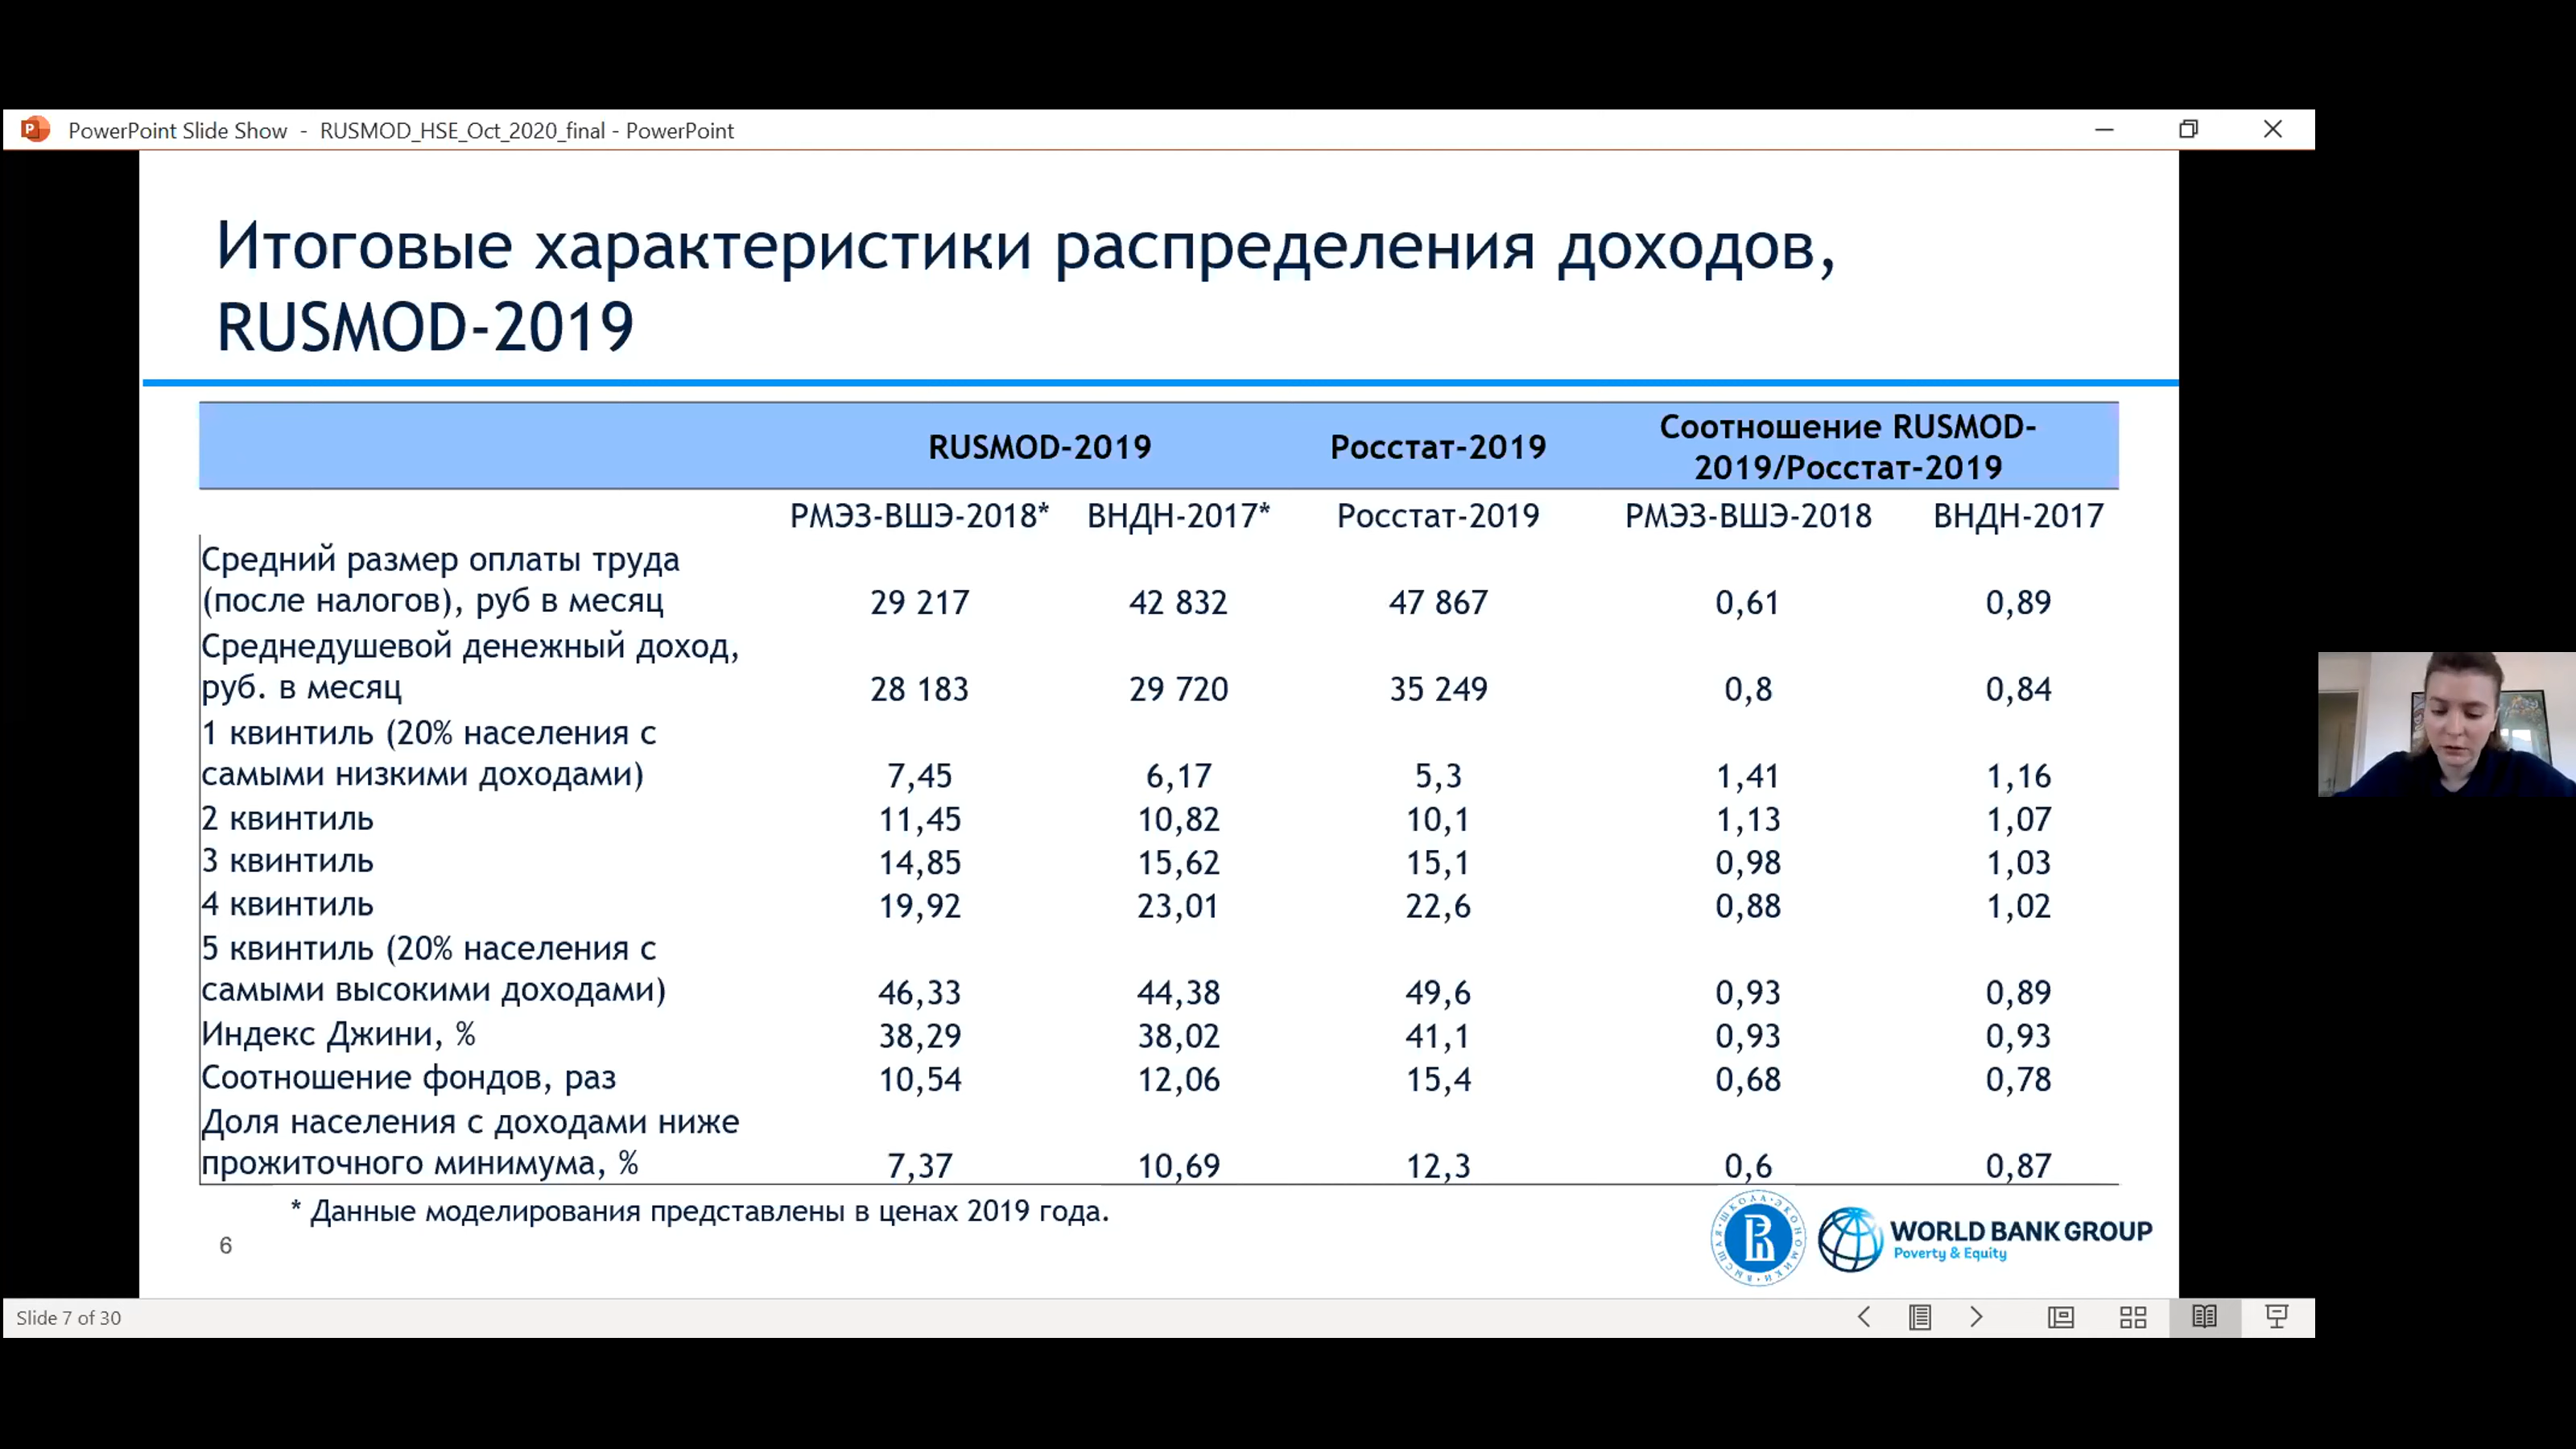 PowerPoint Slide Show - RUSMOD_HSE_Oct_2020_final - PowerPoint
Итоговые характеристики распределения доходов,
RUSMOD-2019
RUSMOD-2019 Росстат-2019 Соотношение RUSMOD-
2019/Росстат-2019
РМЭЗ-ВШЭ-2018* ВНДН-2017* Росстат-2019 РМЭЗ-ВШЭ-2018 ВНДН-2017
Средний размер оплаты труда
(после налогов), руб в месяц 29 217 42 832 47 867 0,61 0,89
Среднедушевой денежный доход,
руб. в месяц 28 183 29 720 35 249 0,8 0,84
1 квинтиль (20% населения с
самыми низкими доходами) 7,45 6,17 5,3 1,41 1,16
2 квинтиль 11,45 10,82 10,1 1,13 1,07
3 квинтиль 14,85 15,62 15,1 0,98 1,03
4 квинтиль 19,92 23,01 22,6 0,88 1,02
5 квинтиль (20% населения с
самыми высокими доходами) 46,33 44,38 49,6 0,93 0,89
Индекс Джини, % 38,29 38,02 41,1 0,93 0,93
Соотношение фондов, раз 10,54 12,06 15,4 0,68 0,78
Доля населения с доходами ниже
прожиточного минимума, % 7,37 10,69 12,3 0,6 0,87
* Данные моделирования представлены в ценах 2019 года.
6
ВЫСШАЯ ШКОЛА ЭКОНОМИКИ
WORLD BANK GROUP
Poverty & Equity
Slide 7 of 30